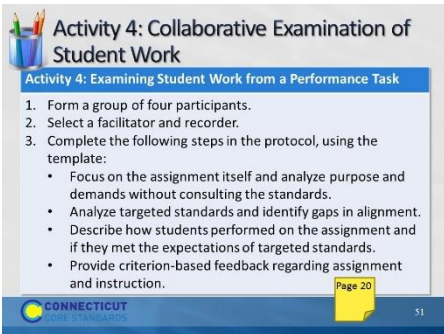 Activity 4: Collaborative Examination of
Student Work
Activity 4: Examining Student Work from a Performance Task
1. Form a group of four participants.
2. Select a facilitator and recorder.
3. Complete the following steps in the protocol, using the
template:
• Focus on the assignment itself and analyze purpose and
demands without consulting the standards.
• Analyze targeted standards and identify gaps in alignment.
• Describe how students performed on the assignment and
if they met the expectations of targeted standards.
• Provide criterion-based feedback regarding assignment
and instruction.
Page 20
CONNECTICUT
CORE STANDARDS
51